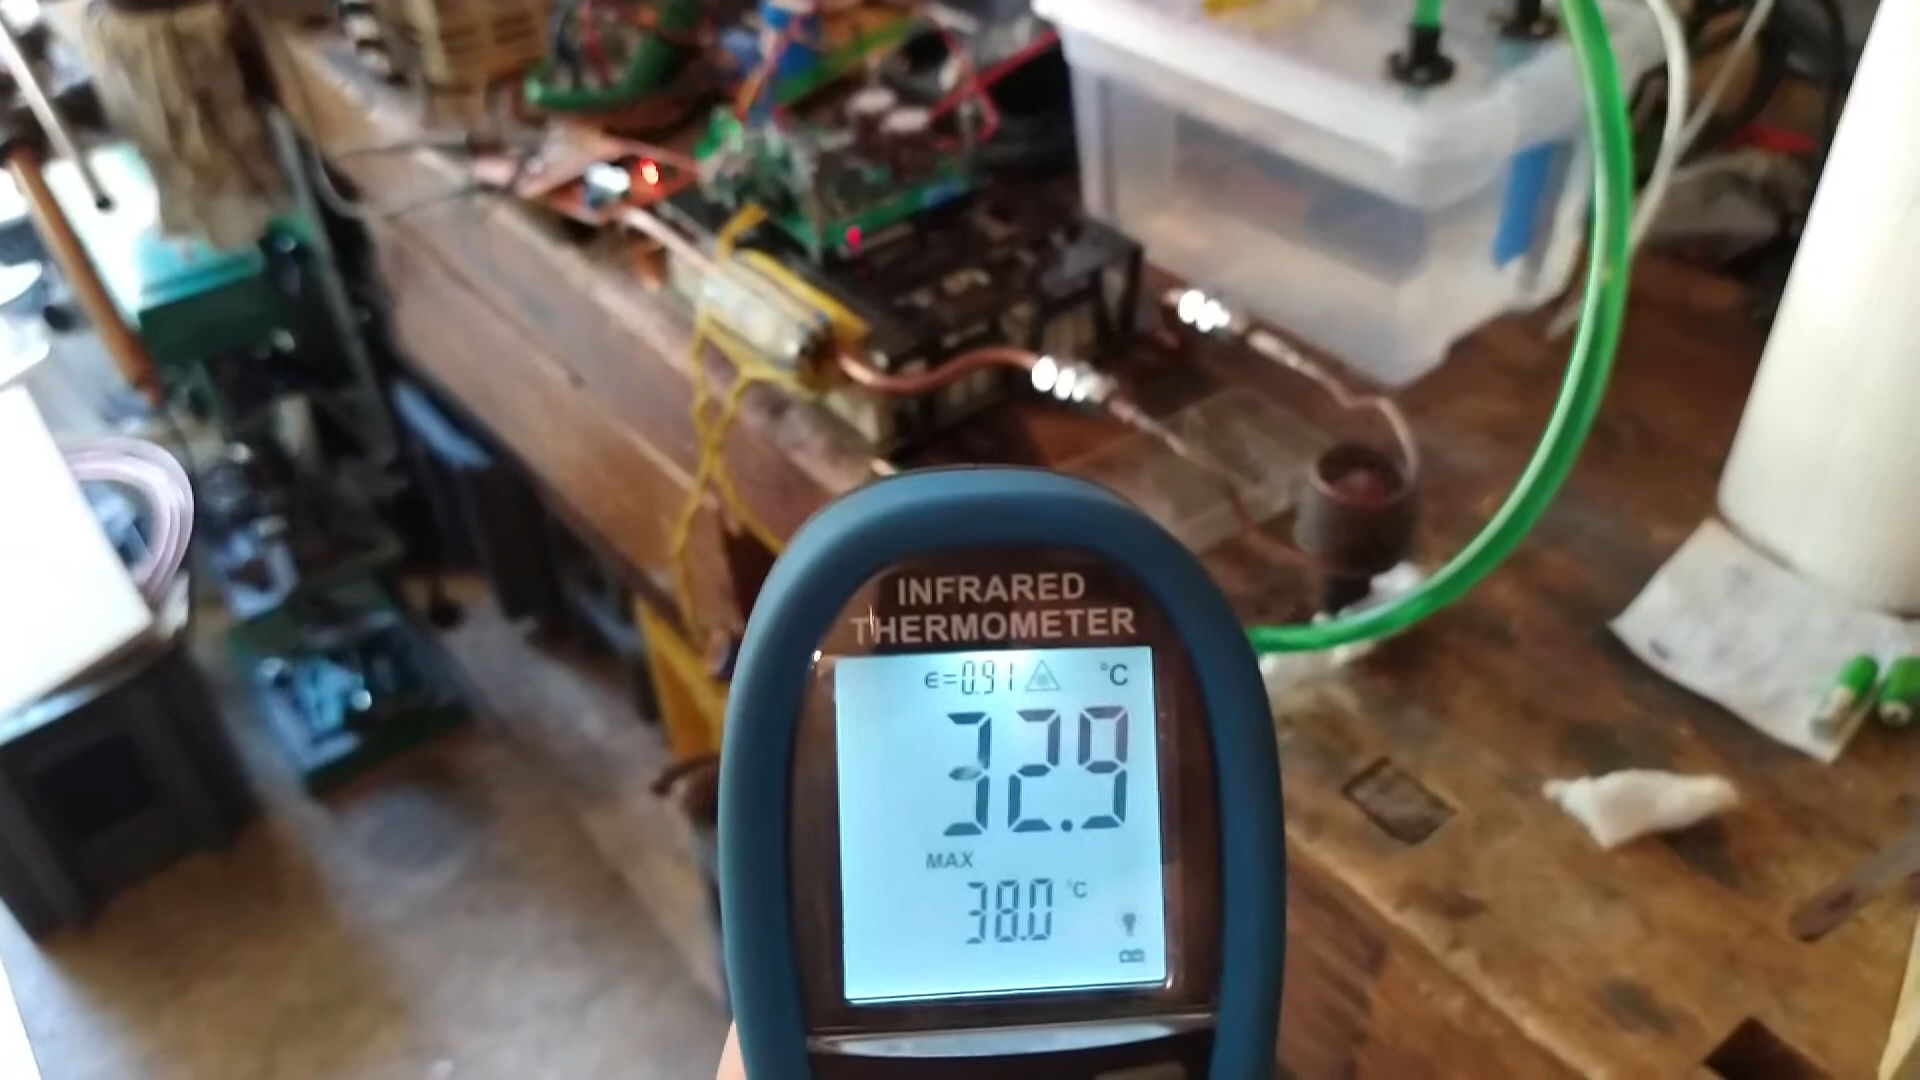 INFRARED
THERMOMETER
ϵ=0.91 °C
32.9
MAX
38.0 °C